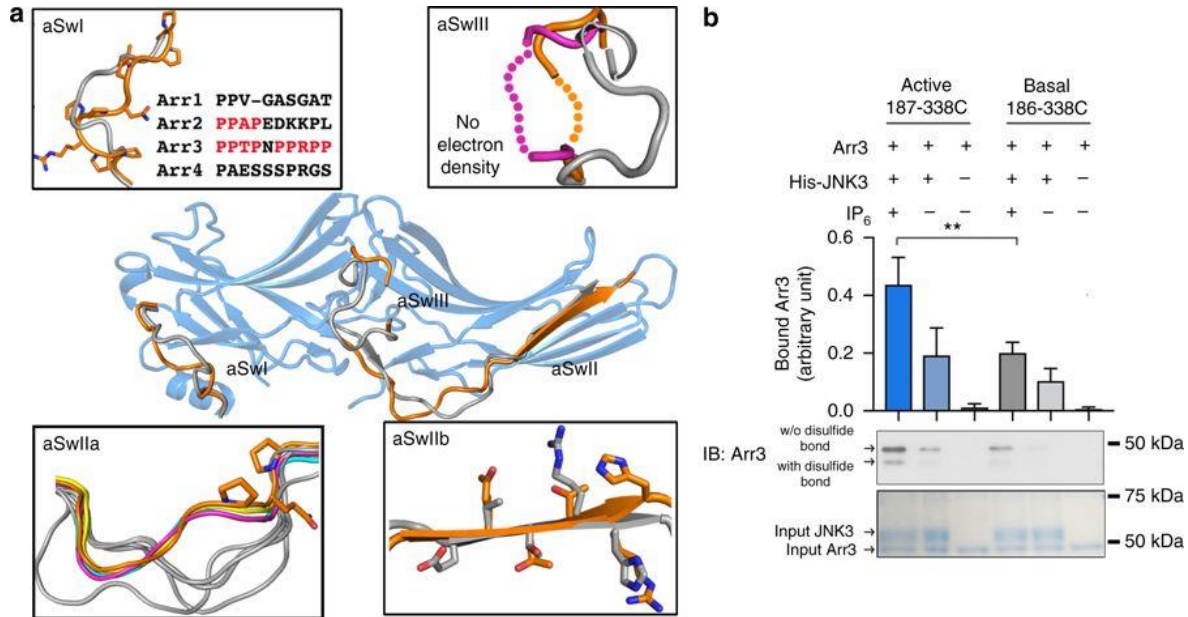 a
aSwI
Arr1 PPV-GASGAT
Arr2 PPAPEDKKPL
Arr3 PPTPNPPRPP
Arr4 PAESSSPRGS
aSwIII
No
electron
density
aSwIII
aSwI
aSwII
aSwIIa
aSwIIb
b
Active
187-338C
Basal
186-338C
Arr3 + + + + + +
His-JNK3 + + − + + −
IP6 + − − + − −
**
0.6
0.4
0.2
0.0
Bound Arr3
(arbitrary unit)
IB: Arr3
w/o disulfide
bond
with disulfide
bond
50 kDa
75 kDa
Input JNK3
Input Arr3
50 kDa